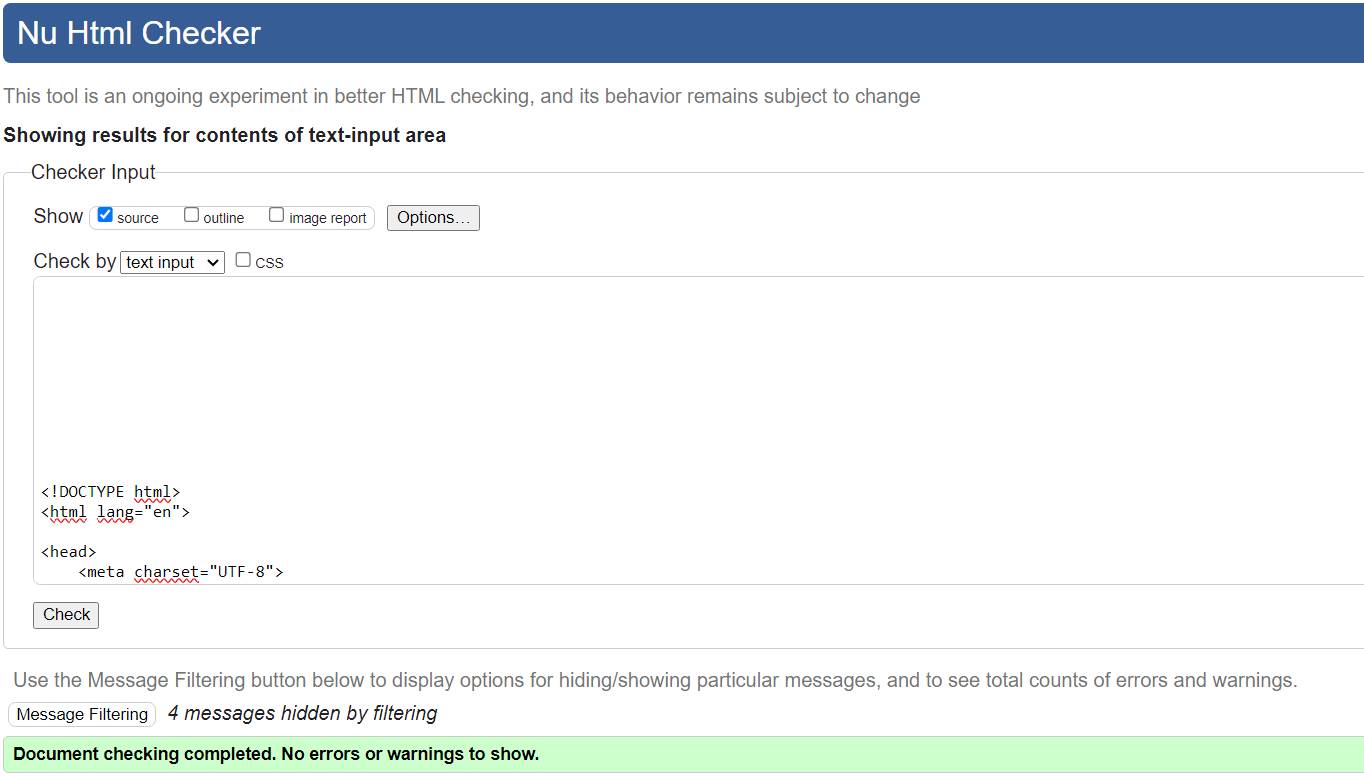 Nu Html Checker
This tool is an ongoing experiment in better HTML checking, and its behavior remains subject to change
Showing results for contents of text-input area
Checker Input
Show source outline image report Options…
Check by text input CSS
<!DOCTYPE html>
<html lang="en">
<head>
<meta charset="UTF-8">
Check
Use the Message Filtering button below to display options for hiding/showing particular messages, and to see total counts of errors and warnings.
Message Filtering 4 messages hidden by filtering
Document checking completed. No errors or warnings to show.